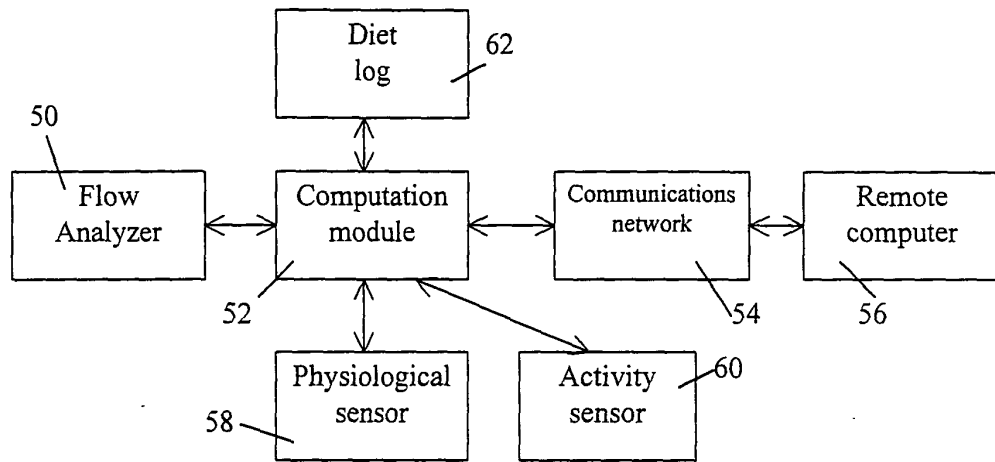 Diet
log
62
50
Flow
Analyzer
Computation
module
52
Communications
network
54
Remote
computer
56
Physiological
sensor
58
Activity
sensor
60